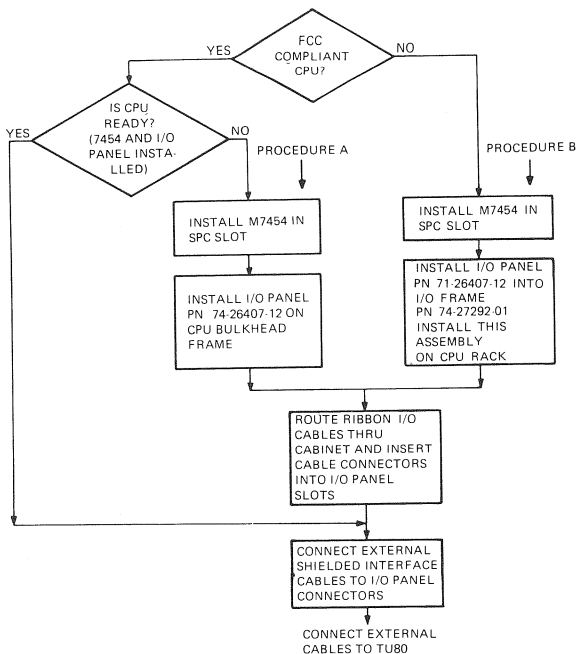 FCC
COMPLIANT
CPU?
YES
NO
IS CPU
READY?
(7454 AND I/O
PANEL INSTA-
LLED)
YES
NO
PROCEDURE A
PROCEDURE B
INSTALL M7454 IN
SPC SLOT
INSTALL M7454 IN
SPC SLOT
INSTALL I/O PANEL
PN 74-26407-12 ON
CPU BULKHEAD
FRAME
INSTALL I/O PANEL
PN 71-26407-12 INTO
I/O FRAME
PN 74-27292-01
INSTALL THIS
ASSEMBLY
ON CPU RACK
ROUTE RIBBON I/O
CABLES THRU
CABINET AND INSERT
CABLE CONNECTORS
INTO I/O PANEL
SLOTS
CONNECT EXTERNAL
SHIELDED INTERFACE
CABLES TO I/O PANEL
CONNECTORS
CONNECT EXTERNAL
CABLES TO TU80